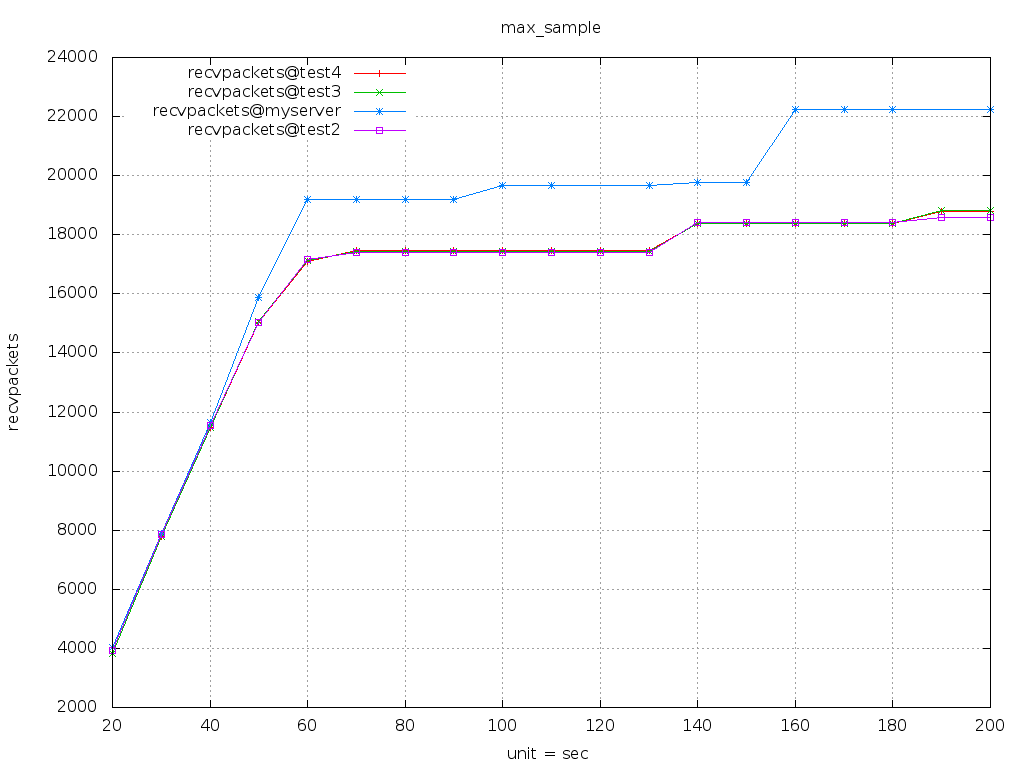 max_sample
24000
22000
20000
18000
16000
14000
12000
10000
8000
6000
4000
2000
recvpackets@test4
recvpackets@test3
recvpackets@myserver
recvpackets@test2
recvpackets
20 40 60 80 100 120 140 160 180 200
unit = sec